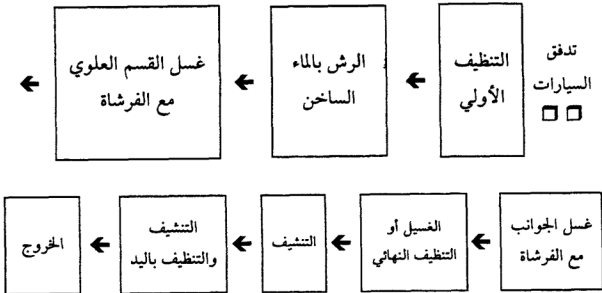 تدفق
السيارات
التنظيف
الأولي
الرش بالماء
الساخن
غسل القسم العلوي
مع الفرشاة
غسل الجوانب
مع الفرشاة
الغسيل أو
التنظيف النهائي
التنشيف
التنشيف
والتنظيف باليد
الخروج